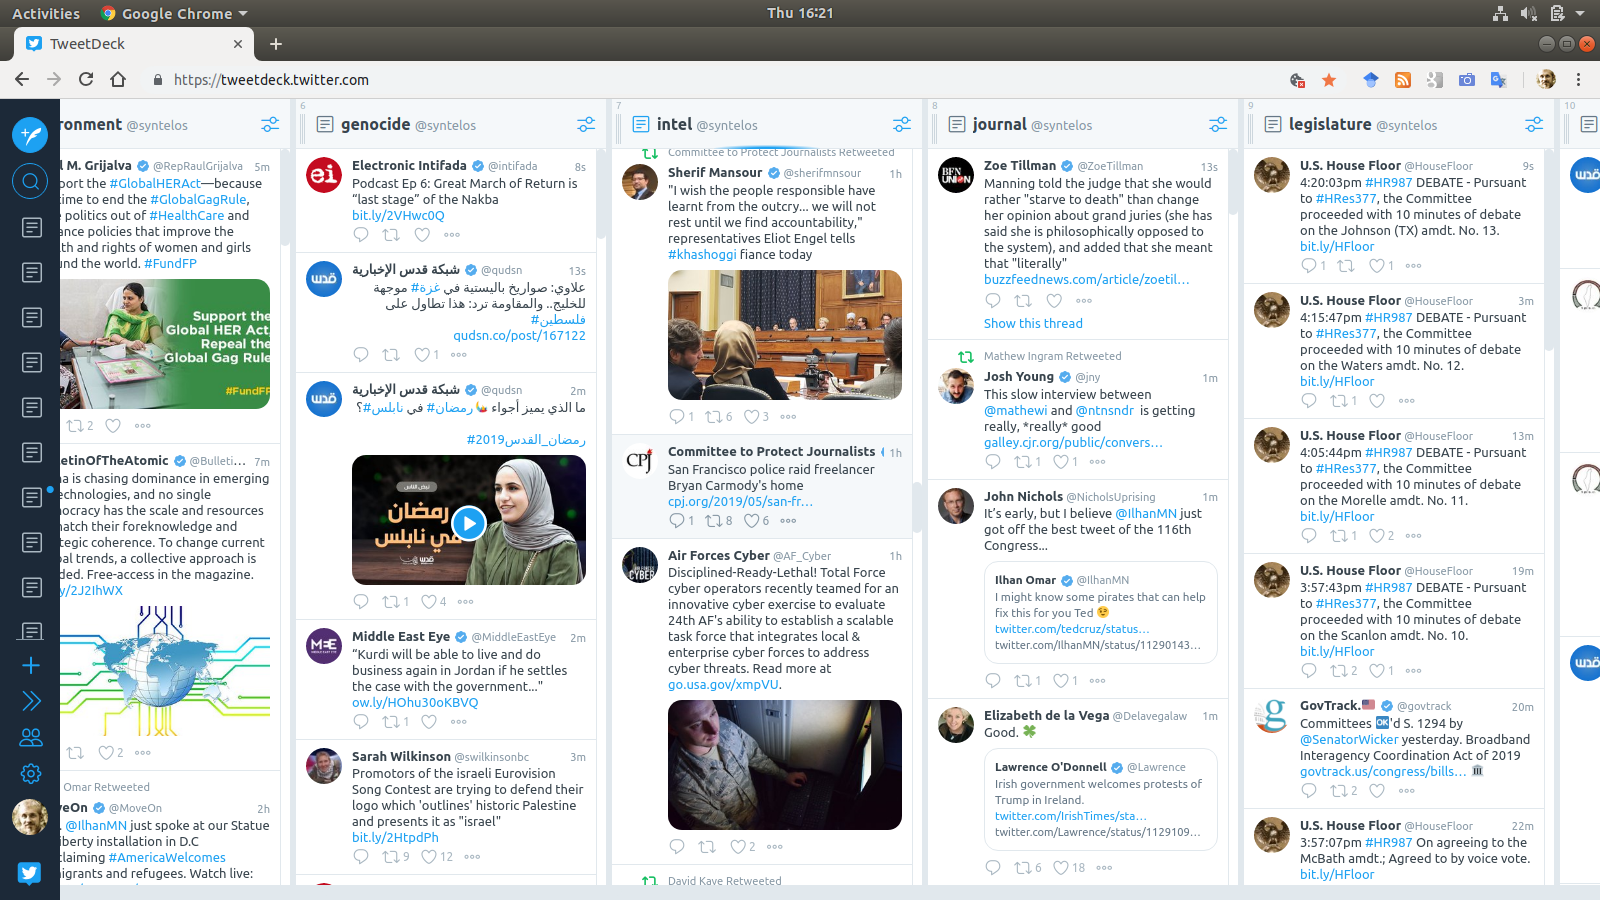 Activities
Google Chrome
Thu 16:21
TweetDeck
https://tweetdeck.twitter.com
ronment @syntelos
l M. Grijalva @RepRaulGrijalva 5m
port the #GlobalHERAct—because
time to end the #GlobalGagRule,
e politics out of #HealthCare and
ance policies that improve the
lth and rights of women and girls
und the world. #FundFP
Support the
Global HER Act.
Repeal the
Global Gag Rule
#FundFP
2
letinOfTheAtomic @Bulleti... 7m
na is chasing dominance in emerging
echnologies, and no single
ocracy has the scale and resources
match their foreknowledge and
tegic coherence. To change current
bal trends, a collective approach is
ded. Free-access in the magazine.
y/2J2IhWX
2
Omar Retweeted
veOn @MoveOn 2h
. @IlhanMN just spoke at our Statue
iberty installation in D.C
claiming #AmericaWelcomes
igrants and refugees. Watch live:
6
genocide @syntelos
Electronic Intifada @intifada 8s
Podcast Ep 6: Great March of Return is
“last stage” of the Nakba
bit.ly/2VHwc0Q
شبكة قدس الإخبارية @qudsn 13s
علاوي: صواريخ باليستية في #غزة موجهة
للخليج.. والمقاومة ترد: هذا تطاول على
#فلسطين
qudsn.co/post/167122
1
شبكة قدس الإخبارية @qudsn 2m
ما الذي يميز أجواء #رمضان في #نابلس؟
#رمضان_القدس2019
نبض الناس
رمضان
في نابلس
قدس
1 4
Middle East Eye @MiddleEastEye 2m
“Kurdi will be able to live and do
business again in Jordan if he settles
the case with the government..."
ow.ly/HOhu30oKBVQ
1
Sarah Wilkinson @swilkinsonbc 3m
Promotors of the israeli Eurovision
Song Contest are trying to defend their
logo which 'outlines' historic Palestine
and presents it as "israel"
bit.ly/2HtpdPh
9 12
7
intel @syntelos
Committee to Protect Journalists Retweeted
Sherif Mansour @sherifmnsour 1h
"I wish the people responsible have
learnt from the outcry... we will not
rest until we find accountability,"
representatives Eliot Engel tells
#khashoggi fiance today
1 6 3
CPJ
Committee to Protect Journalists 1h
San Francisco police raid freelancer
Bryan Carmody's home
cpj.org/2019/05/san-fr...
1 8 6
Air Forces Cyber @AF_Cyber 1h
Disciplined-Ready-Lethal! Total Force
cyber operators recently teamed for an
innovative cyber exercise to evaluate
24th AF's ability to establish a scalable
task force that integrates local &
enterprise cyber forces to address
cyber threats. Read more at
go.usa.gov/xmpVU.
2
David Kaye Retweeted
8
journal @syntelos
BFN
UNION
Zoe Tillman @ZoeTillman 13s
Manning told the judge that she would
rather "starve to death" than change
her opinion about grand juries (she has
said she is philosophically opposed to
the system), and added that she meant
that "literally"
buzzfeednews.com/article/zoetil...
Show this thread
Mathew Ingram Retweeted
Josh Young @jny 1m
This slow interview between
@mathewi and @ntnsndr is getting
really, *really* good
galley.cjr.org/public/convers...
1 1
John Nichols @NicholsUprising 1m
It’s early, but I believe @IlhanMN just
got off the best tweet of the 116th
Congress...
Ilhan Omar @IlhanMN
I might know some pirates that can help
fix this for you Ted 😉
twitter.com/tedcruz/status...
twitter.com/IlhanMN/status/11290143...
1 1
Elizabeth de la Vega @Delavegalaw 1m
Good. 🍀
Lawrence O'Donnell @Lawrence
Irish government welcomes protests of
Trump in Ireland.
twitter.com/IrishTimes/sta...
twitter.com/Lawrence/status/1129109...
6 18
9
legislature @syntelos
U.S. House Floor @HouseFloor 9s
4:20:03pm #HR987 DEBATE - Pursuant
to #HRes377, the Committee
proceeded with 10 minutes of debate
on the Johnson (TX) amdt. No. 13.
bit.ly/HFloor
1 1
U.S. House Floor @HouseFloor 3m
4:15:47pm #HR987 DEBATE - Pursuant
to #HRes377, the Committee
proceeded with 10 minutes of debate
on the Waters amdt. No. 12.
bit.ly/HFloor
1
U.S. House Floor @HouseFloor 13m
4:05:44pm #HR987 DEBATE - Pursuant
to #HRes377, the Committee
proceeded with 10 minutes of debate
on the Morelle amdt. No. 11.
bit.ly/HFloor
1 2
U.S. House Floor @HouseFloor 19m
3:57:43pm #HR987 DEBATE - Pursuant
to #HRes377, the Committee
proceeded with 10 minutes of debate
on the Scanlon amdt. No. 10.
bit.ly/HFloor
2 1
GovTrack.🇺🇸 @govtrack 20m
Committees 🆗'd S. 1294 by
@SenatorWicker yesterday. Broadband
Interagency Coordination Act of 2019
govtrack.us/congress/bills... 🏛
2
U.S. House Floor @HouseFloor 22m
3:57:07pm #HR987 On agreeing to the
McBath amdt.; Agreed to by voice vote.
bit.ly/HFloor
10